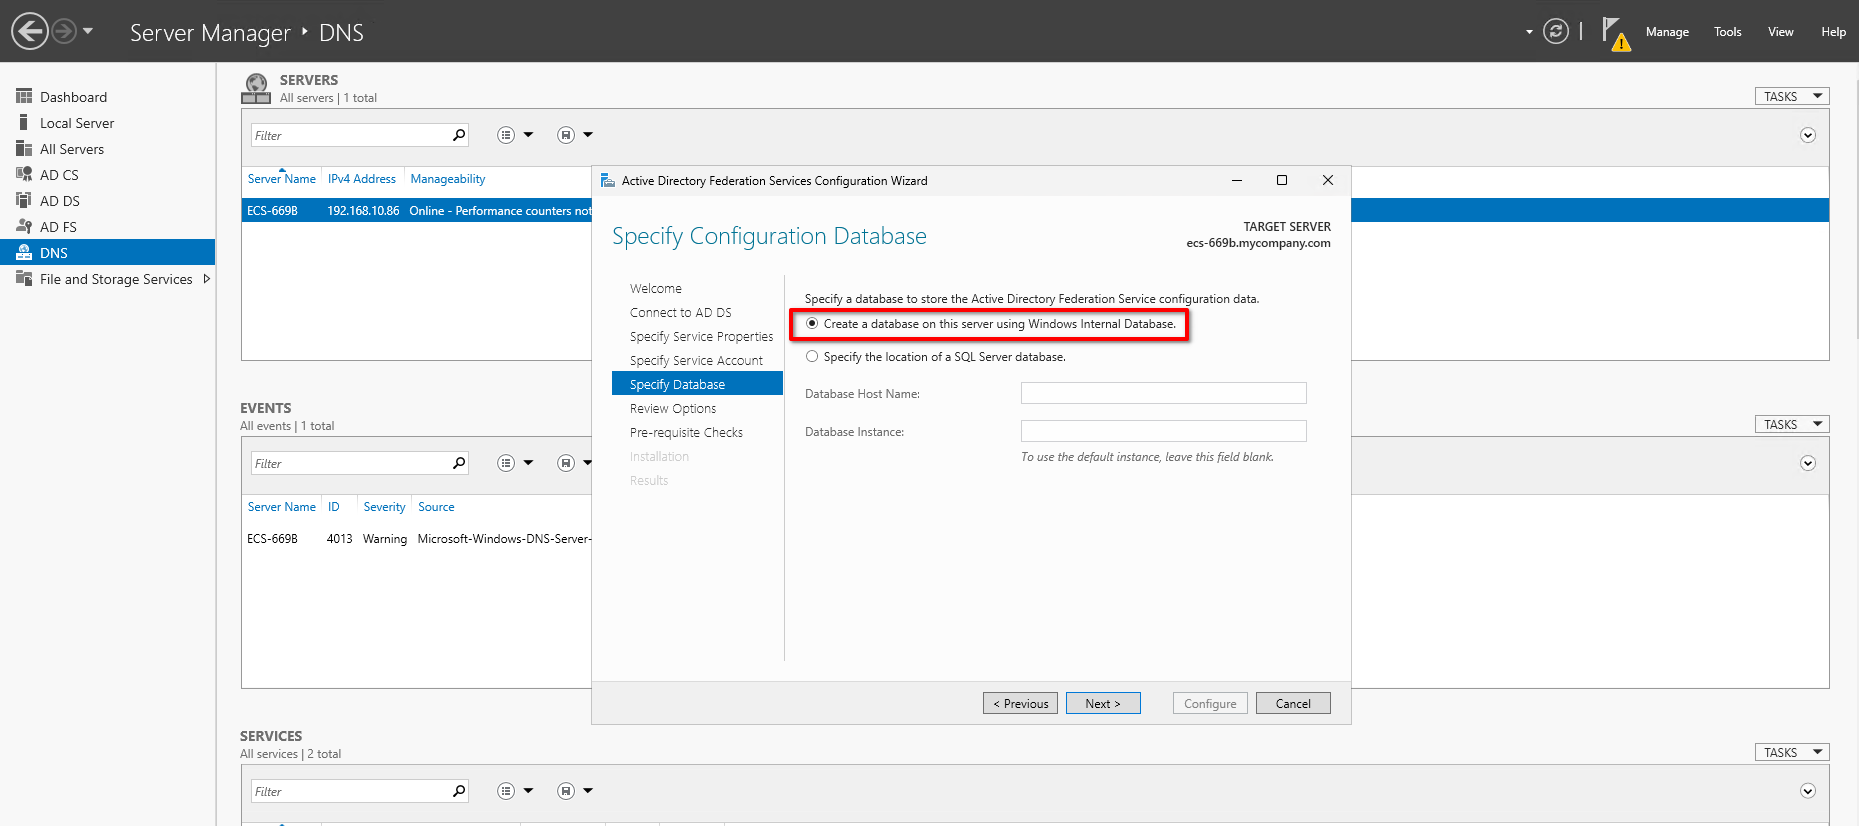 Server Manager ‣ DNS
Manage Tools View Help
Dashboard
Local Server
All Servers
AD CS
AD DS
AD FS
DNS
File and Storage Services
SERVERS
All servers | 1 total
TASKS
Filter
Server Name IPv4 Address Manageability
ECS-669B 192.168.10.86 Online - Performance counters not
EVENTS
All events | 1 total
TASKS
Filter
Server Name ID Severity Source
ECS-669B 4013 Warning Microsoft-Windows-DNS-Server-
SERVICES
All services | 2 total
TASKS
Filter
Active Directory Federation Services Configuration Wizard
Specify Configuration Database
TARGET SERVER
ecs-669b.mycompany.com
Welcome
Connect to AD DS
Specify Service Properties
Specify Service Account
Specify Database
Review Options
Pre-requisite Checks
Installation
Results
Specify a database to store the Active Directory Federation Service configuration data.
Create a database on this server using Windows Internal Database.
Specify the location of a SQL Server database.
Database Host Name:
Database Instance:
To use the default instance, leave this field blank.
< Previous
Next >
Configure
Cancel